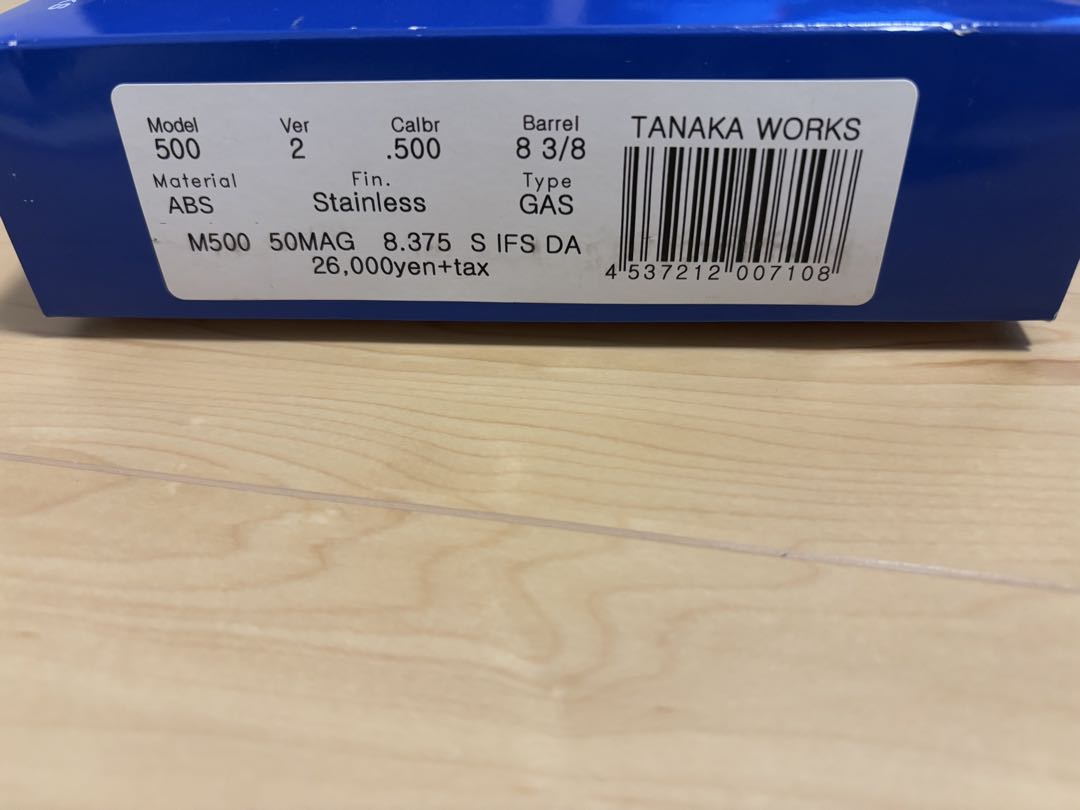 Model Ver Calbr Barrel TANAKA WORKS
500 2 .500 8 3/8
Material Fin. Type
ABS Stainless GAS
M500 50MAG 8.375 S IFS DA
26,000yen+tax
4 537212 007108